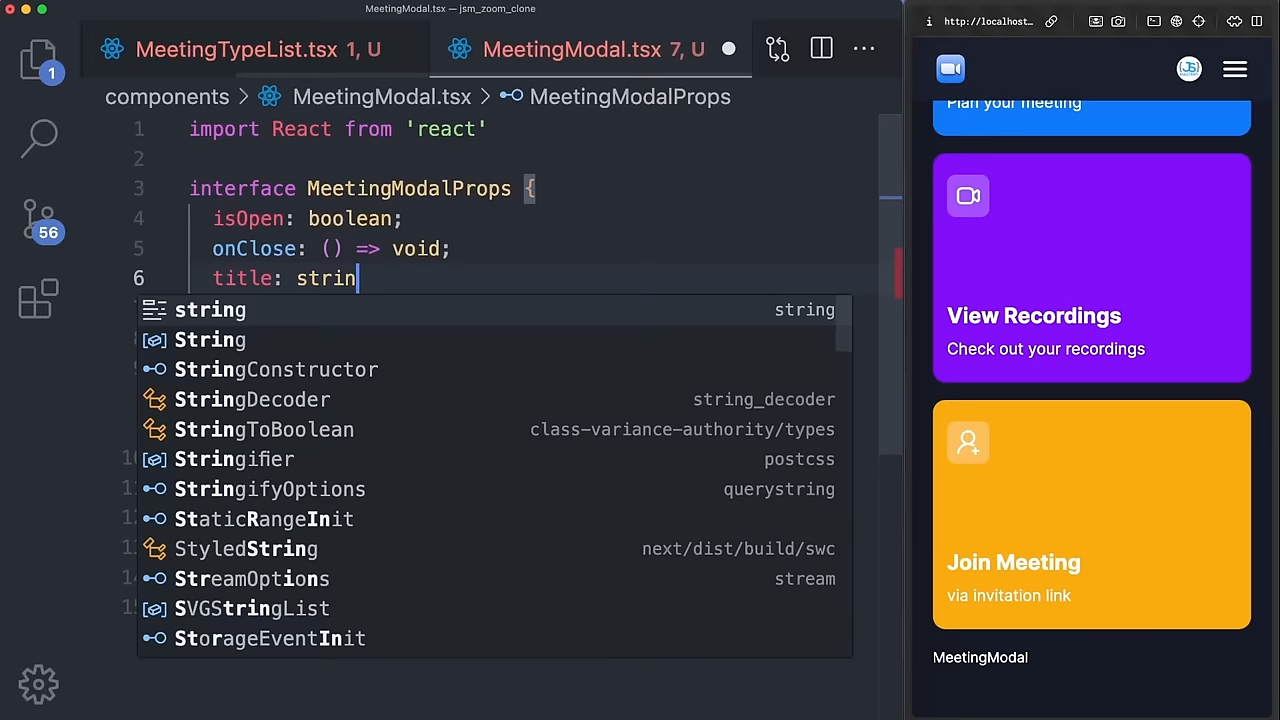 MeetingModal.tsx — jsm_zoom_clone
MeetingTypeList.tsx 1, U
MeetingModal.tsx 7, U
components > MeetingModal.tsx > MeetingModalProps
1 import React from 'react'
2
3 interface MeetingModalProps {
4 isOpen: boolean;
5 onClose: () => void;
6 title: strin
string string
String
StringConstructor
StringDecoder string_decoder
StringToBoolean class-variance-authority/types
Stringifier postcss
StringifyOptions querystring
StaticRangeInit
StyledString next/dist/build/swc
StreamOptions stream
SVGStringList
StorageEventInit
1
56
http://localhost…
JS
Plan your meeting
View Recordings
Check out your recordings
Join Meeting
via invitation link
MeetingModal